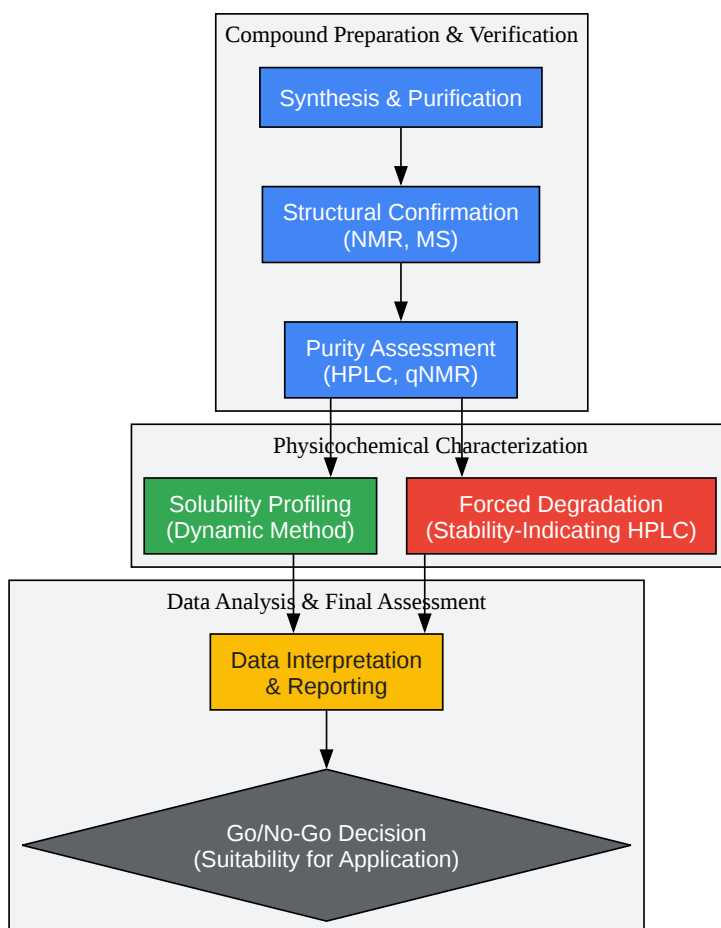 Compound Preparation & Verification
Synthesis & Purification
Structural Confirmation
(NMR, MS)
Purity Assessment
(HPLC, qNMR)
Physicochemical Characterization
Solubility Profiling
(Dynamic Method)
Forced Degradation
(Stability-Indicating HPLC)
Data Analysis & Final Assessment
Data Interpretation
& Reporting
Go/No-Go Decision
(Suitability for Application)